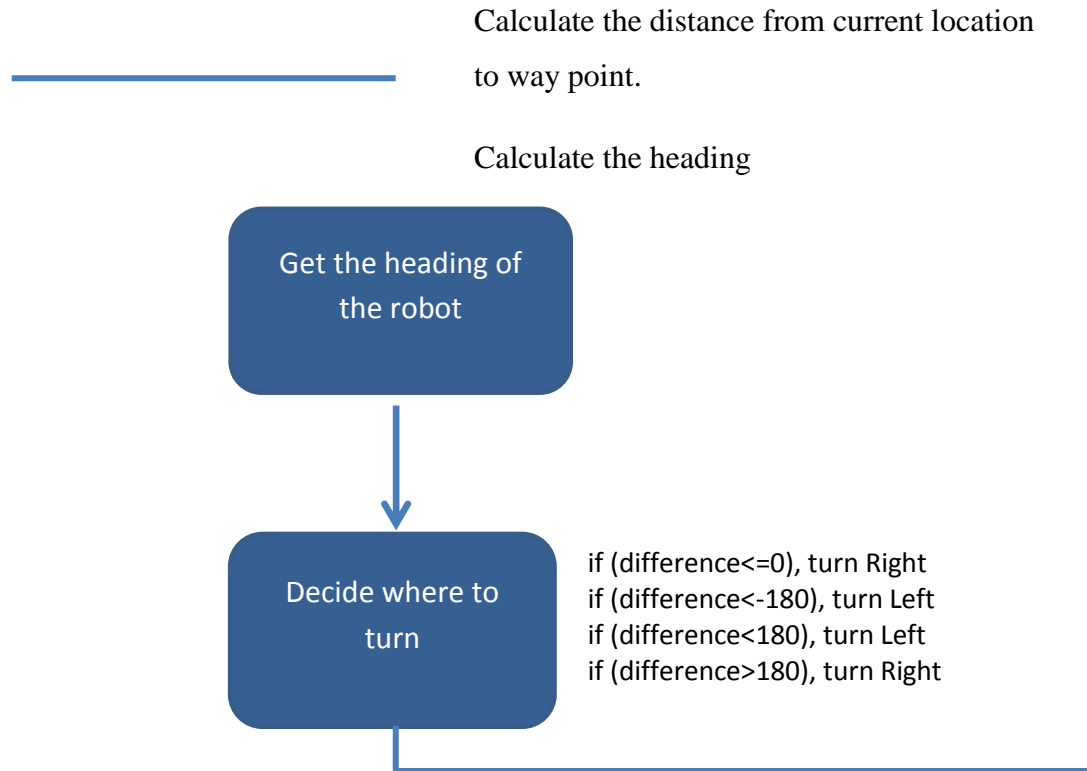 Calculate the distance from current location
to way point.
Calculate the heading
Get the heading of
the robot
Decide where to
turn
if (difference<=0), turn Right
if (difference<-180), turn Left
if (difference<180), turn Left
if (difference>180), turn Right